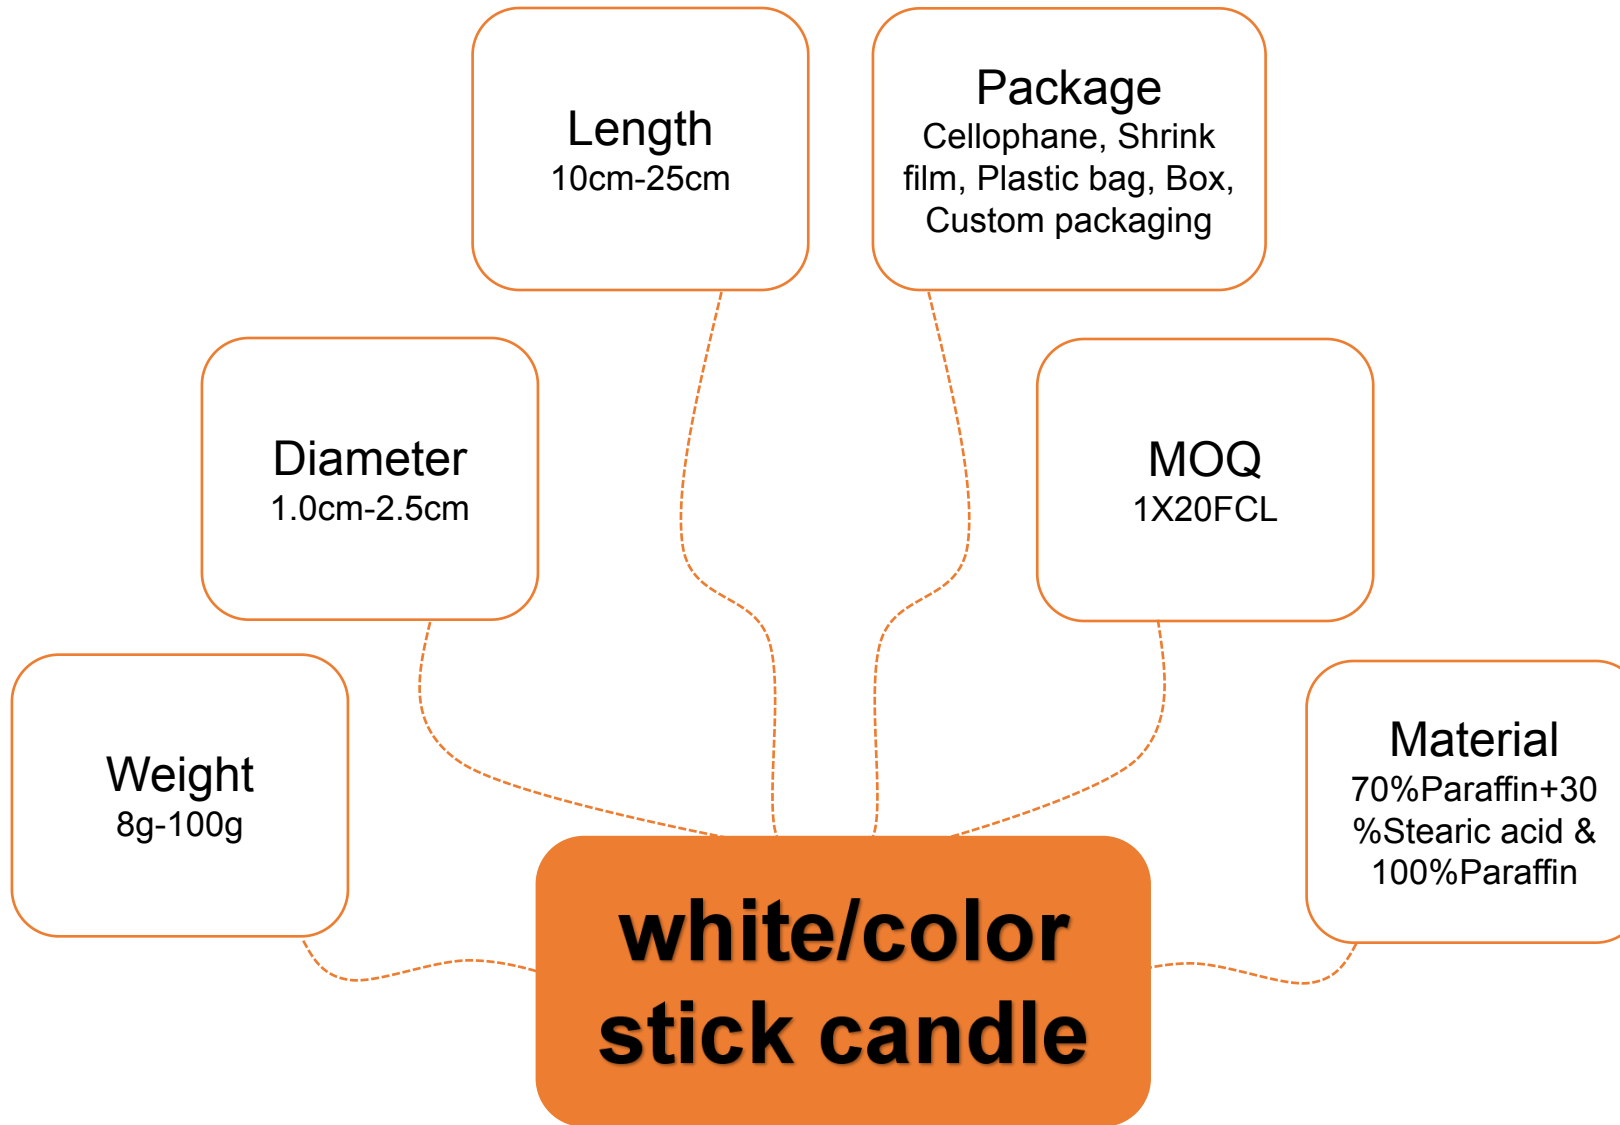 Length
10cm-25cm
Package
Cellophane, Shrink
film, Plastic bag, Box,
Custom packaging
Diameter
1.0cm-2.5cm
MOQ
1X20FCL
Weight
8g-100g
Material
70%Paraffin+30
%Stearic acid &
100%Paraffin
white/color
stick candle